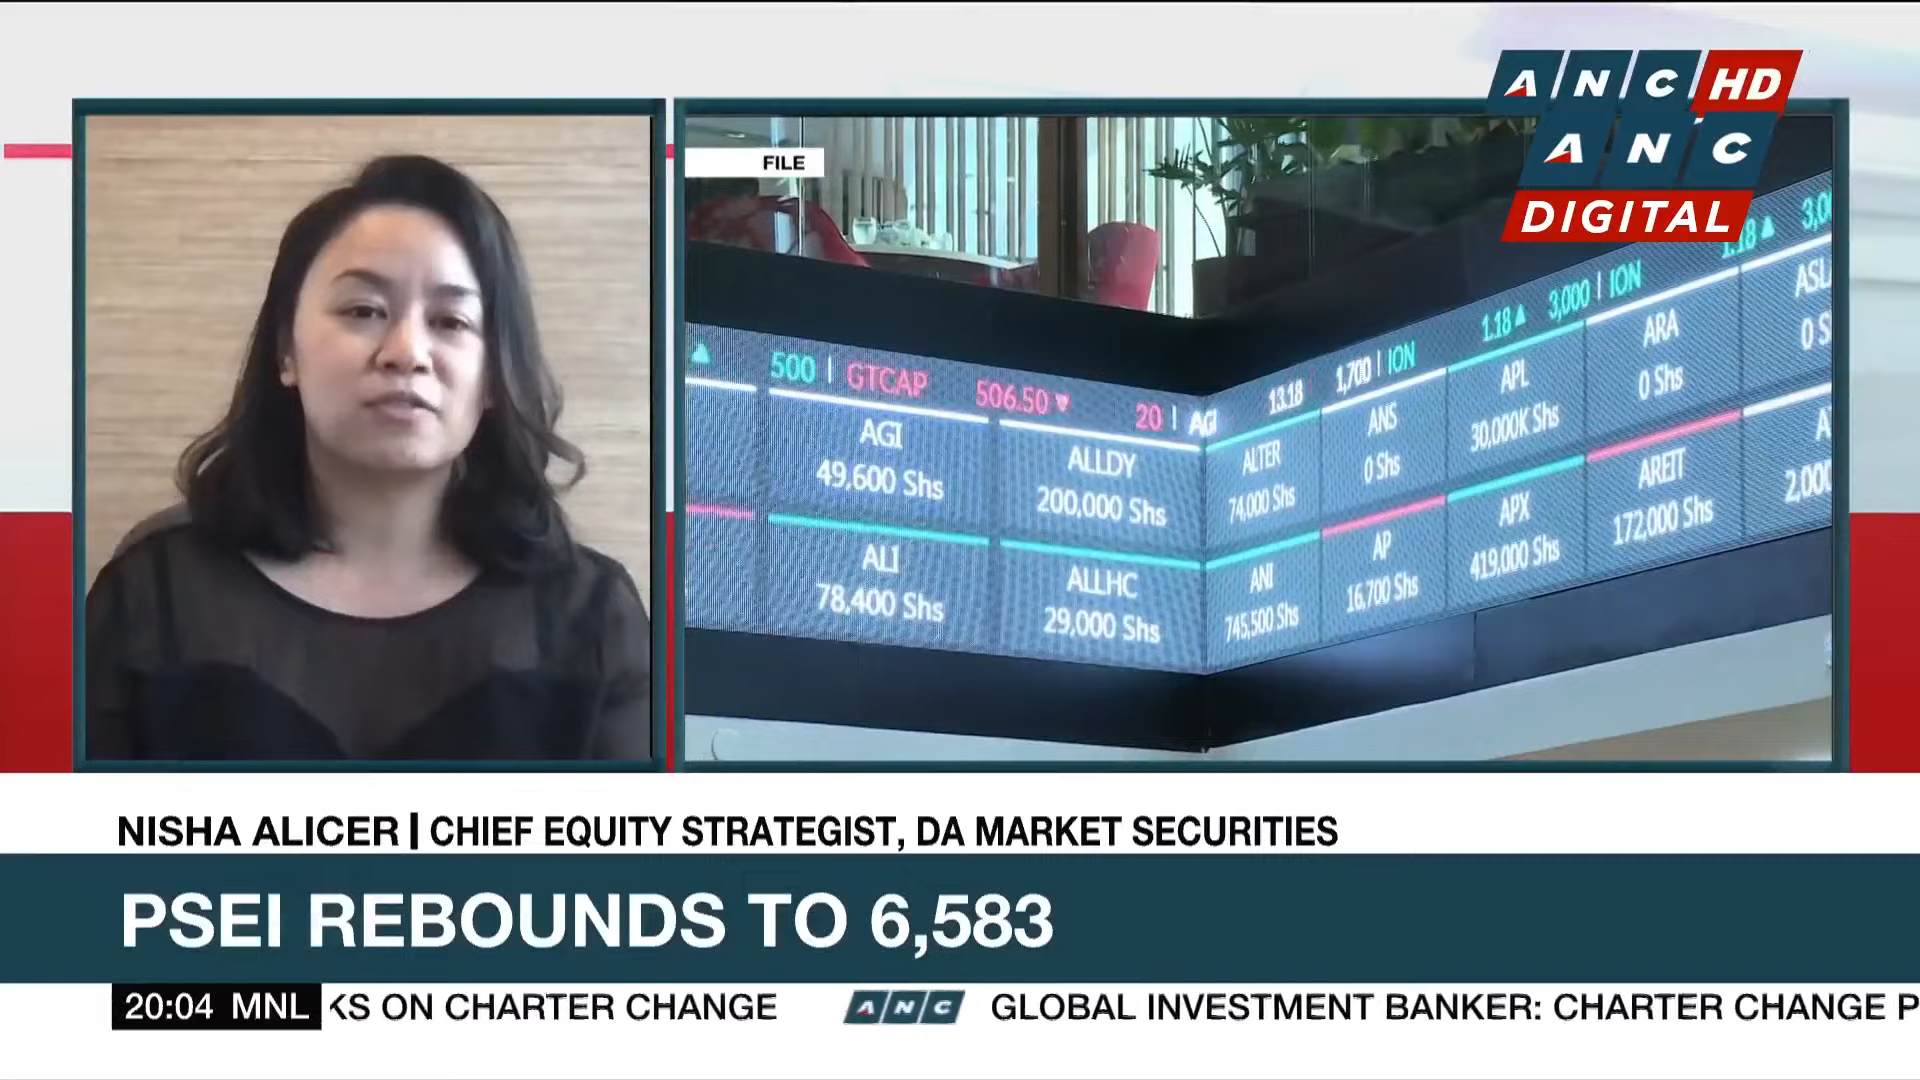 ANC HD
ANC
DIGITAL
FILE
500 | GTCAP 506.50 ▼ 20 | AGI 13.18 1,700 | ION 1.18 ▲ 3,000 | ION 1.18 ▲
AGI
49,600 Shs
ALLDY
200,000 Shs
ALTER
74,000 Shs
ANS
0 Shs
APL
30,000K Shs
ARA
0 Shs
ALI
78,400 Shs
ALLHC
29,000 Shs
ANI
745,500 Shs
AP
16,700 Shs
APX
419,000 Shs
AREIT
172,000 Shs
NISHA ALICER | CHIEF EQUITY STRATEGIST, DA MARKET SECURITIES
PSEI REBOUNDS TO 6,583
20:04 MNL KS ON CHARTER CHANGE ANC GLOBAL INVESTMENT BANKER: CHARTER CHANGE P